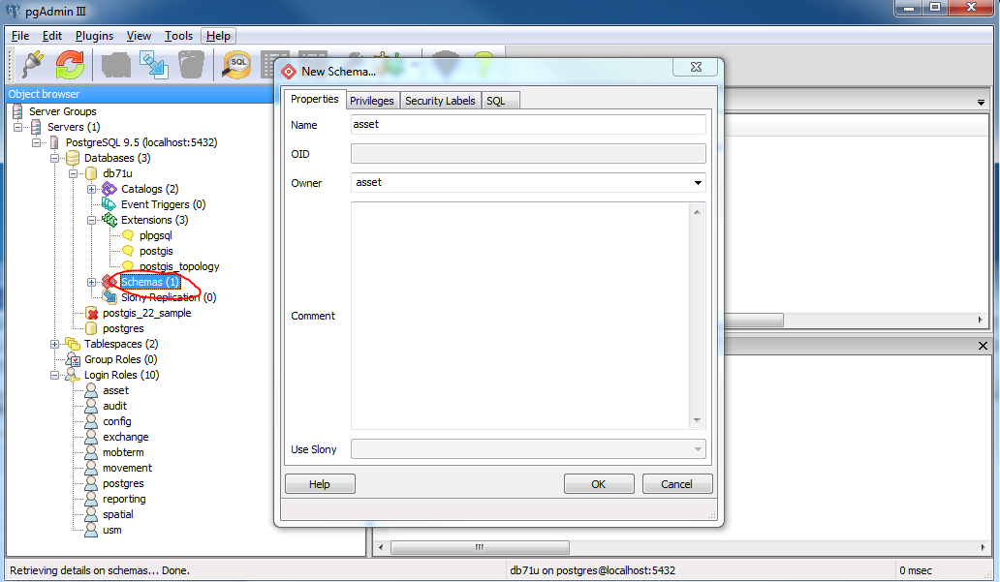 pgAdmin III
File Edit Plugins View Tools Help
SQL
Object browser
Server Groups
Servers (1)
PostgreSQL 9.5 (localhost:5432)
Databases (3)
db71u
Catalogs (2)
Event Triggers (0)
Extensions (3)
plpgsql
postgis
postgis_topology
Schemas (1)
Slony Replication (0)
postgis_22_sample
postgres
Tablespaces (2)
Group Roles (0)
Login Roles (10)
asset
audit
config
exchange
mobterm
movement
postgres
reporting
spatial
usm
New Schema...
Properties Privileges Security Labels SQL
Name asset
OID
Owner asset
Comment
Use Slony
Help OK Cancel
Retrieving details on schemas... Done. db71u on postgres@localhost:5432 0 msec